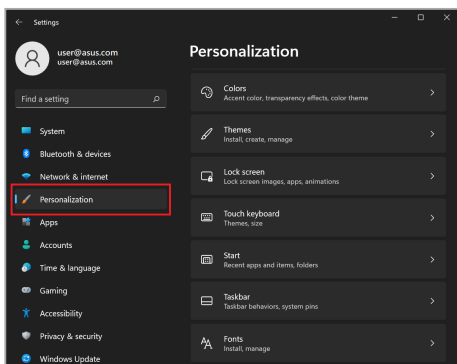 Settings
user@asus.com
user@asus.com
Find a setting
System
Bluetooth & devices
Network & internet
Personalization
Apps
Accounts
Time & language
Gaming
Accessibility
Privacy & security
Windows Update
Personalization
Colors
Accent color, transparency effects, color theme
Themes
Install, create, manage
Lock screen
Lock screen images, apps, animations
Touch keyboard
Themes, size
Start
Recent apps and items, folders
Taskbar
Taskbar behaviors, system pins
Fonts
Install, manage